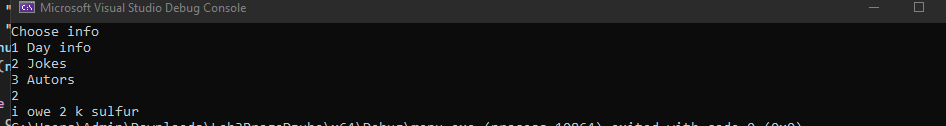 Microsoft Visual Studio Debug Console
Choose info
1 Day info
2 Jokes
3 Autors
2
i owe 2 k sulfur